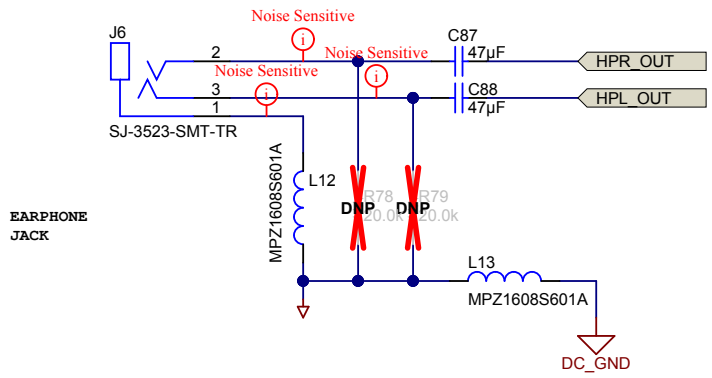 Noise Sensitive
J6
C87
2
i
Noise Sensitive
47µF
HPR_OUT
Noise Sensitive
i
3
i
C88
HPL_OUT
1
47µF
SJ-3523-SMT-TR
MPZ1608S601A
L12
R78
R79
DNP
DNP
20.0k
20.0k
EARPHONE
JACK
L13
MPZ1608S601A
DC_GND